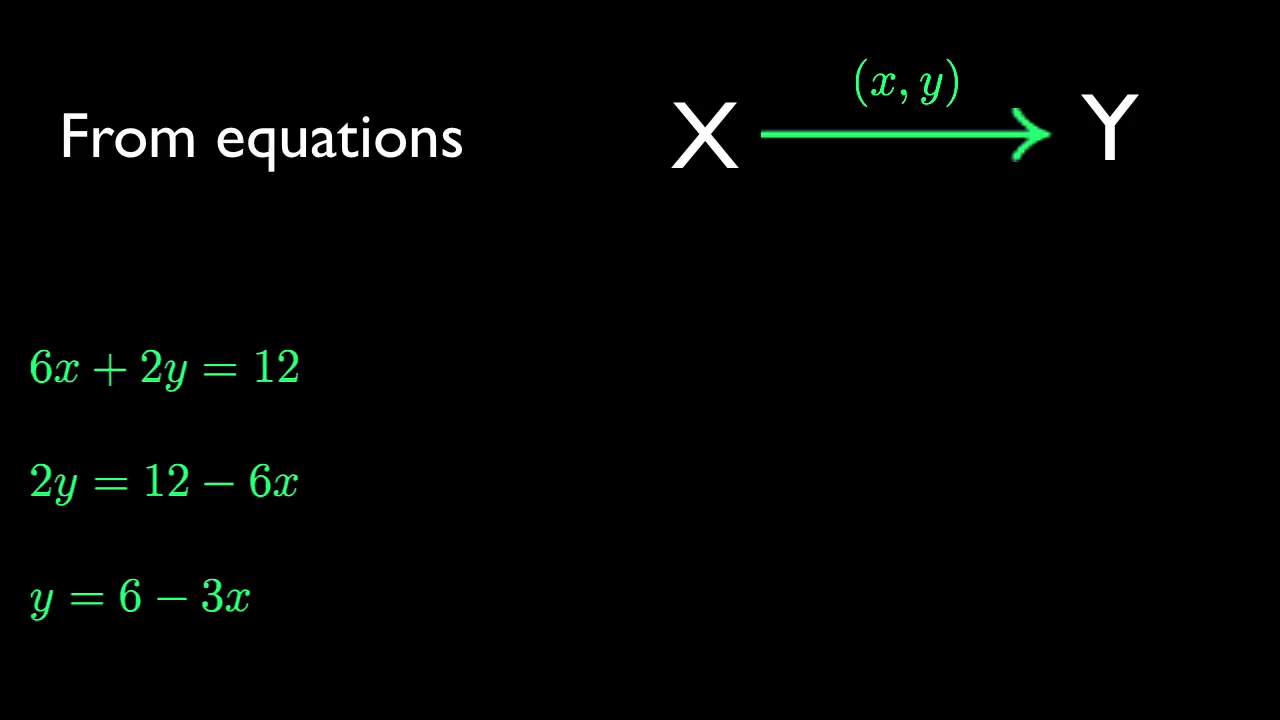 (x, y)
From equations X Y
6x + 2y = 12
2y = 12 − 6x
y = 6 − 3x